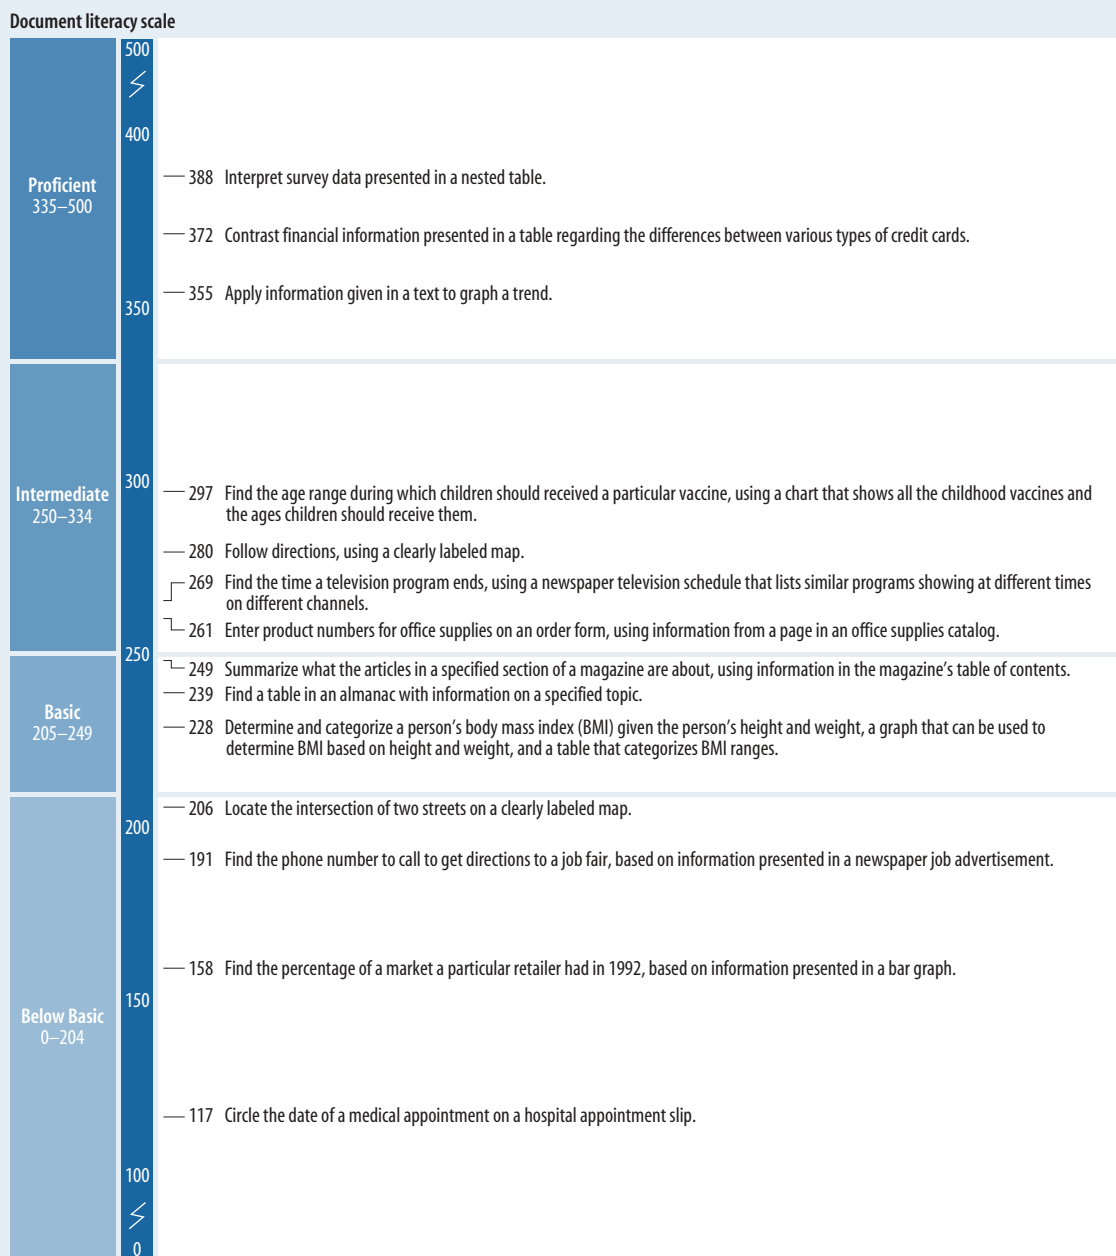 Document literacy scale
500
400
388 Interpret survey data presented in a nested table.
Proficient
335–500
372 Contrast financial information presented in a table regarding the differences between various types of credit cards.
355 Apply information given in a text to graph a trend.
350
300
297 Find the age range during which children should received a particular vaccine, using a chart that shows all the childhood vaccines and
the ages children should receive them.
Intermediate
250–334
280 Follow directions, using a clearly labeled map.
269 Find the time a television program ends, using a newspaper television schedule that lists similar programs showing at different times
on different channels.
261 Enter product numbers for office supplies on an order form, using information from a page in an office supplies catalog.
250
249 Summarize what the articles in a specified section of a magazine are about, using information in the magazine's table of contents.
239 Find a table in an almanac with information on a specified topic.
Basic
205–249
228 Determine and categorize a person's body mass index (BMI) given the person's height and weight, a graph that can be used to
determine BMI based on height and weight, and a table that categorizes BMI ranges.
206 Locate the intersection of two streets on a clearly labeled map.
200
191 Find the phone number to call to get directions to a job fair, based on information presented in a newspaper job advertisement.
158 Find the percentage of a market a particular retailer had in 1992, based on information presented in a bar graph.
150
Below Basic
0–204
117 Circle the date of a medical appointment on a hospital appointment slip.
100
0